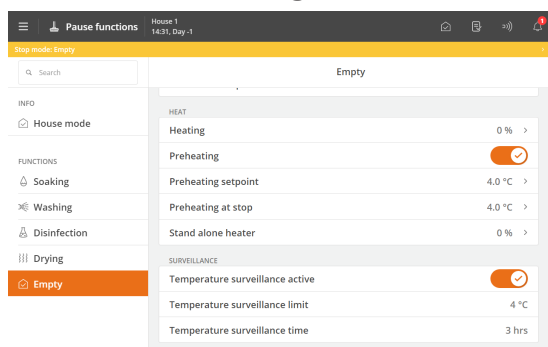 Pause functions
House 1
14:31, Day -1
Stop mode: Empty
Search
Empty
INFO
House mode
FUNCTIONS
Soaking
Washing
Disinfection
Drying
Empty
HEAT
Heating 0 %
Preheating
Preheating setpoint 4.0 °C
Preheating at stop 4.0 °C
Stand alone heater 0 %
SURVEILLANCE
Temperature surveillance active
Temperature surveillance limit 4 °C
Temperature surveillance time 3 hrs